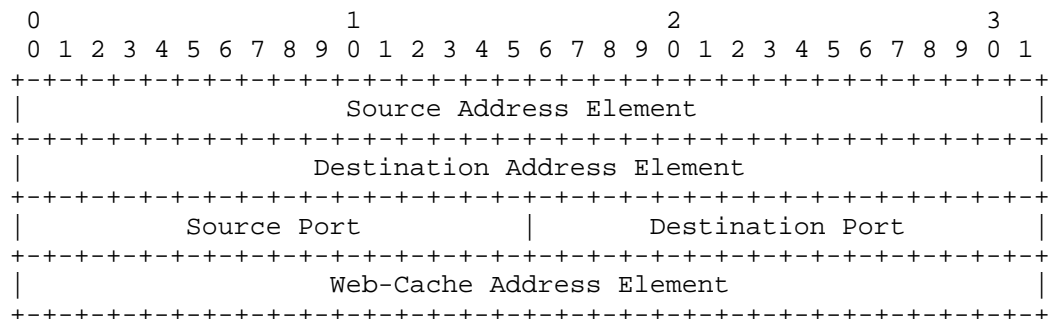 0                   1                   2                   3
 0 1 2 3 4 5 6 7 8 9 0 1 2 3 4 5 6 7 8 9 0 1 2 3 4 5 6 7 8 9 0 1
+-+-+-+-+-+-+-+-+-+-+-+-+-+-+-+-+-+-+-+-+-+-+-+-+-+-+-+-+-+-+-+-+
|                    Source Address Element                     |
+-+-+-+-+-+-+-+-+-+-+-+-+-+-+-+-+-+-+-+-+-+-+-+-+-+-+-+-+-+-+-+-+
|                  Destination Address Element                  |
+-+-+-+-+-+-+-+-+-+-+-+-+-+-+-+-+-+-+-+-+-+-+-+-+-+-+-+-+-+-+-+-+
|          Source Port          |       Destination Port        |
+-+-+-+-+-+-+-+-+-+-+-+-+-+-+-+-+-+-+-+-+-+-+-+-+-+-+-+-+-+-+-+-+
|                   Web-Cache Address Element                   |
+-+-+-+-+-+-+-+-+-+-+-+-+-+-+-+-+-+-+-+-+-+-+-+-+-+-+-+-+-+-+-+-+